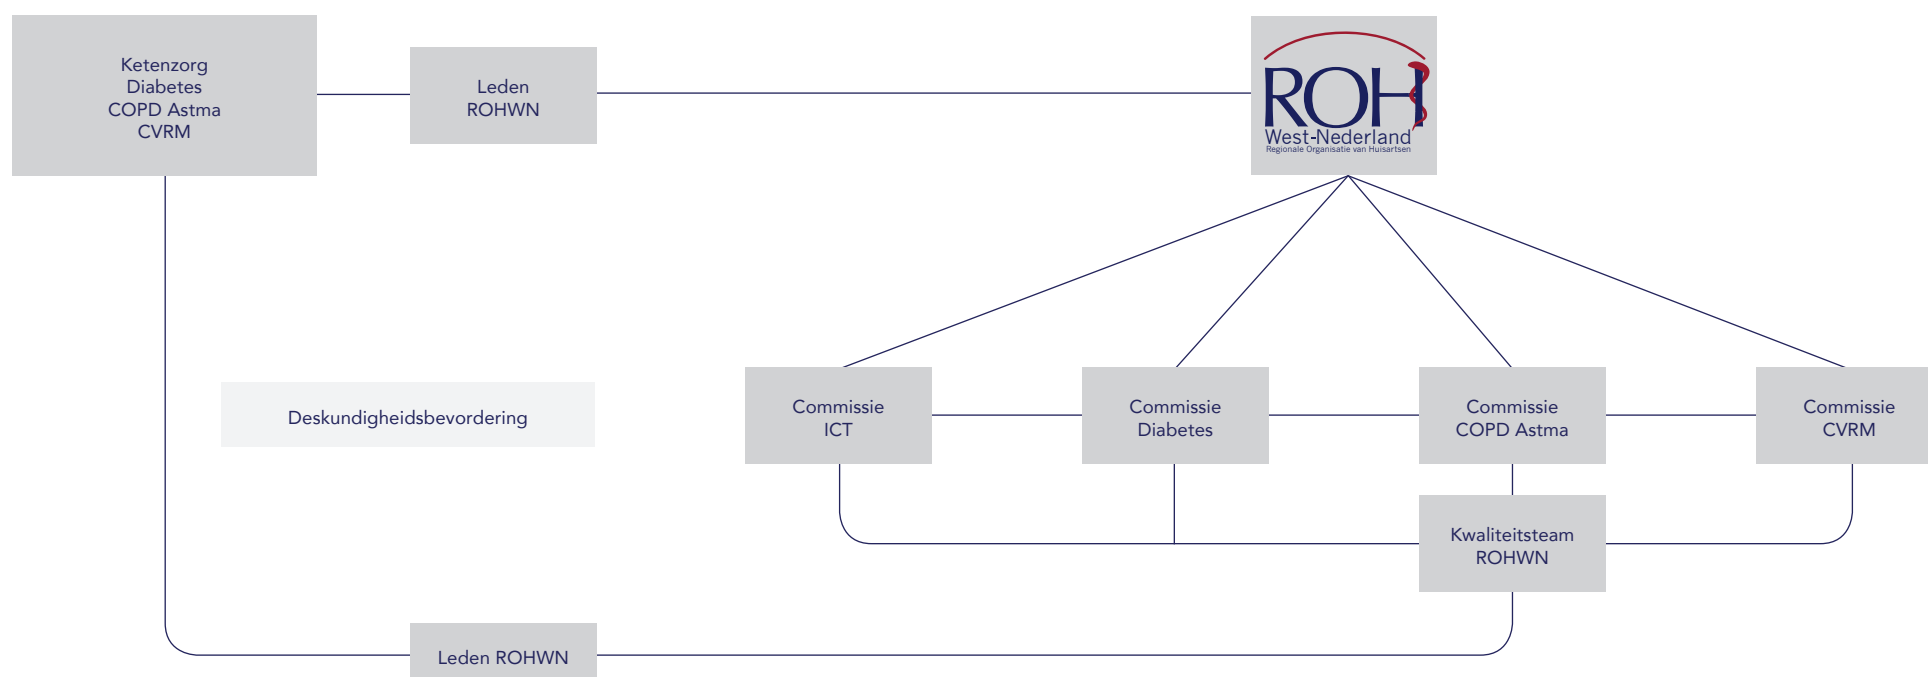 Ketenzorg
Diabetes
COPD Astma
CVRM
Leden
ROHWN
ROH
West-Nederland
Regionale Organisatie van Huisartsen
Deskundigheidsbevordering
Commissie
ICT
Commissie
Diabetes
Commissie
COPD Astma
Commissie
CVRM
Kwaliteitsteam
ROHWN
Leden ROHWN